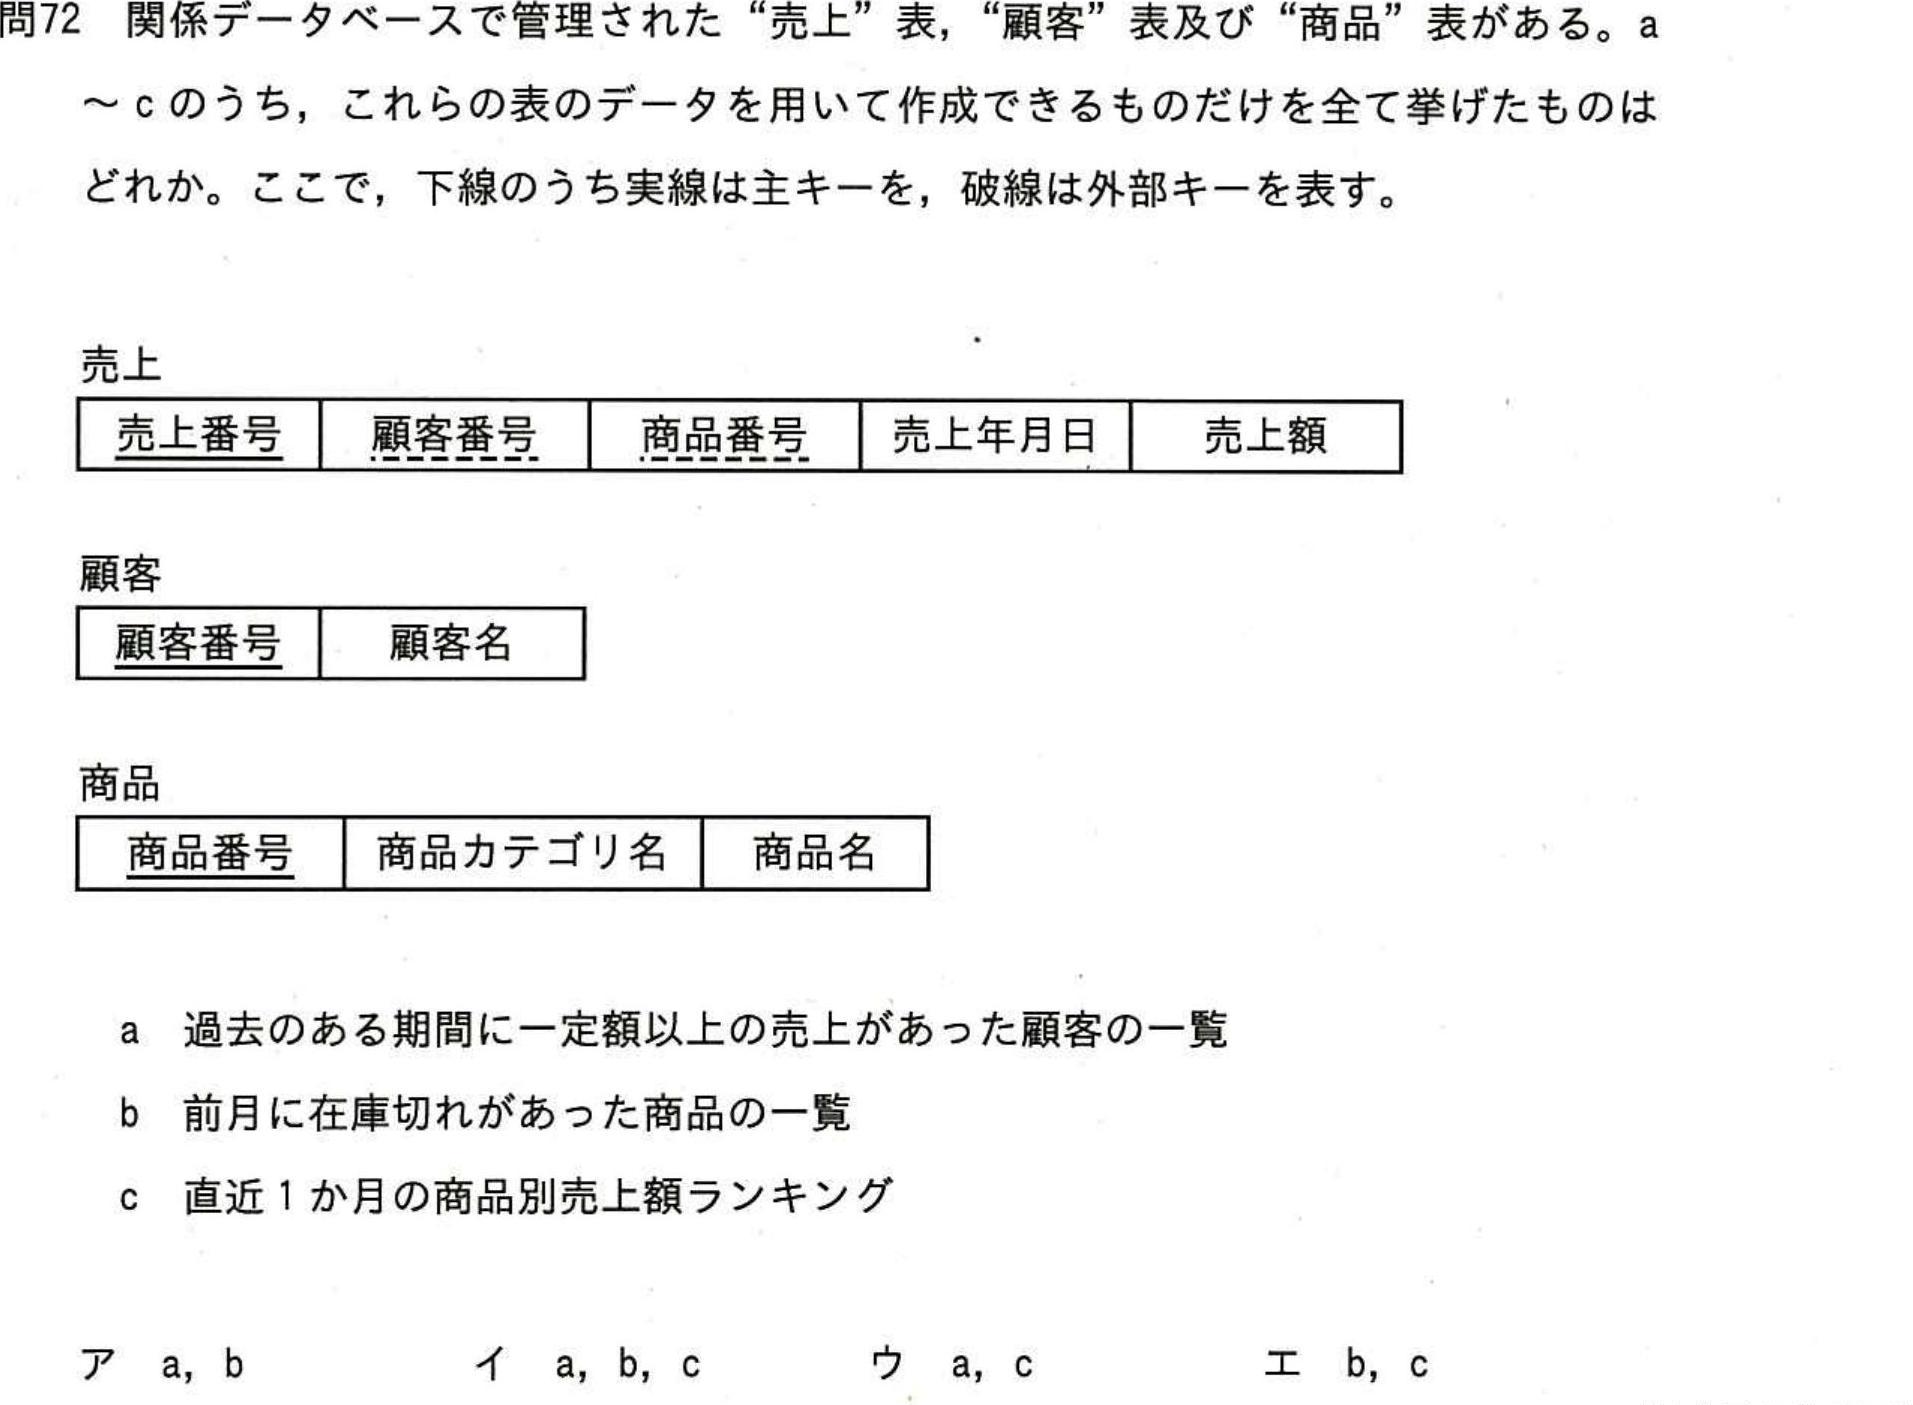 問72 関係データベースで管理された“売上”表，“顧客”表及び“商品”表がある。a
～cのうち，これらの表のデータを用いて作成できるものだけを全て挙げたものは
どれか。ここで，下線のうち実線は主キーを，破線は外部キーを表す。
売上
売上番号 顧客番号 商品番号 売上年月日 売上額
顧客
顧客番号 顧客名
商品
商品番号 商品カテゴリ名 商品名
a 過去のある期間に一定額以上の売上があった顧客の一覧
b 前月に在庫切れがあった商品の一覧
c 直近1か月の商品別売上額ランキング
ア a, b イ a, b, c ウ a, c エ b, c